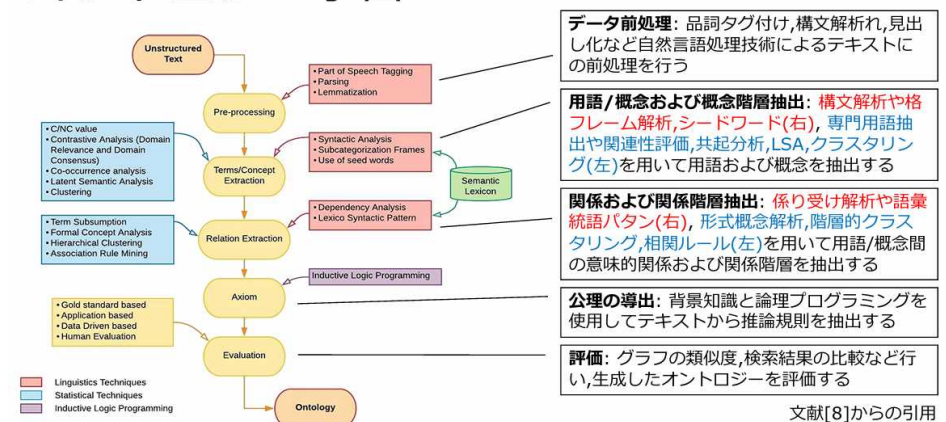 Unstructured
Text
Pre-processing
• Part of Speech Tagging
• Parsing
• Lemmatization
• C/NC value
• Contrastive Analysis (Domain
Relevance and Domain
Consensus)
• Co-occurrence analysis
• Latent Semantic Analysis
• Clustering
Terms/Concept
Extraction
• Syntactic Analysis
• Subcategorization Frames
• Use of seed words
Semantic
Lexicon
• Term Subsumption
• Formal Concept Analysis
• Hierarchical Clustering
• Association Rule Mining
Relation Extraction
• Dependency Analysis
• Lexico Syntactic Pattern
Axiom
Inductive Logic Programming
• Gold standard based
• Application based
• Data Driven based
• Human Evaluation
Evaluation
Ontology
Linguistics Techniques
Statistical Techniques
Inductive Logic Programming
データ前処理: 品詞タグ付け,構文解析れ,見出
し化など自然言語処理技術によるテキストに
の前処理を行う
用語/概念および概念階層抽出: 構文解析や格
フレーム解析,シードワード(右), 専門用語抽
出や関連性評価,共起分析,LSA,クラスタリン
グ(左)を用いて用語および概念を抽出する
関係および関係階層抽出: 係り受け解析や語彙
統語パタン(右), 形式概念解析,階層的クラス
タリング,相関ルール(左)を用いて用語/概念間
の意味的関係および関係階層を抽出する
公理の導出: 背景知識と論理プログラミングを
使用してテキストから推論規則を抽出する
評価: グラフの類似度,検索結果の比較など行
い,生成したオントロジーを評価する
文献[8]からの引用